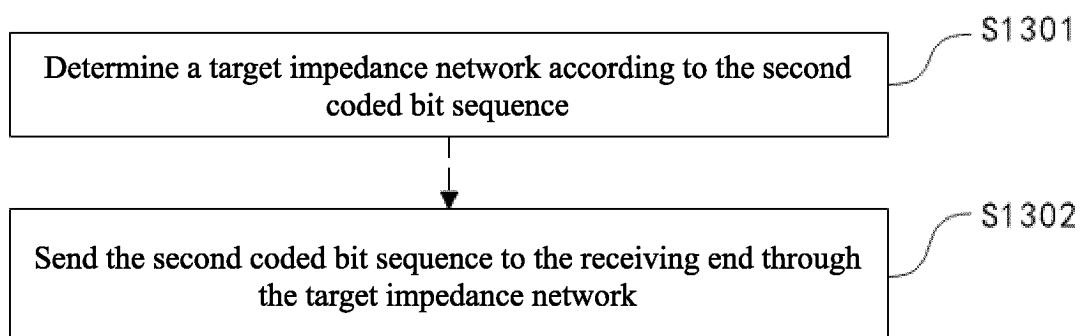 S1301
Determine a target impedance network according to the second
coded bit sequence
S1302
Send the second coded bit sequence to the receiving end through
the target impedance network